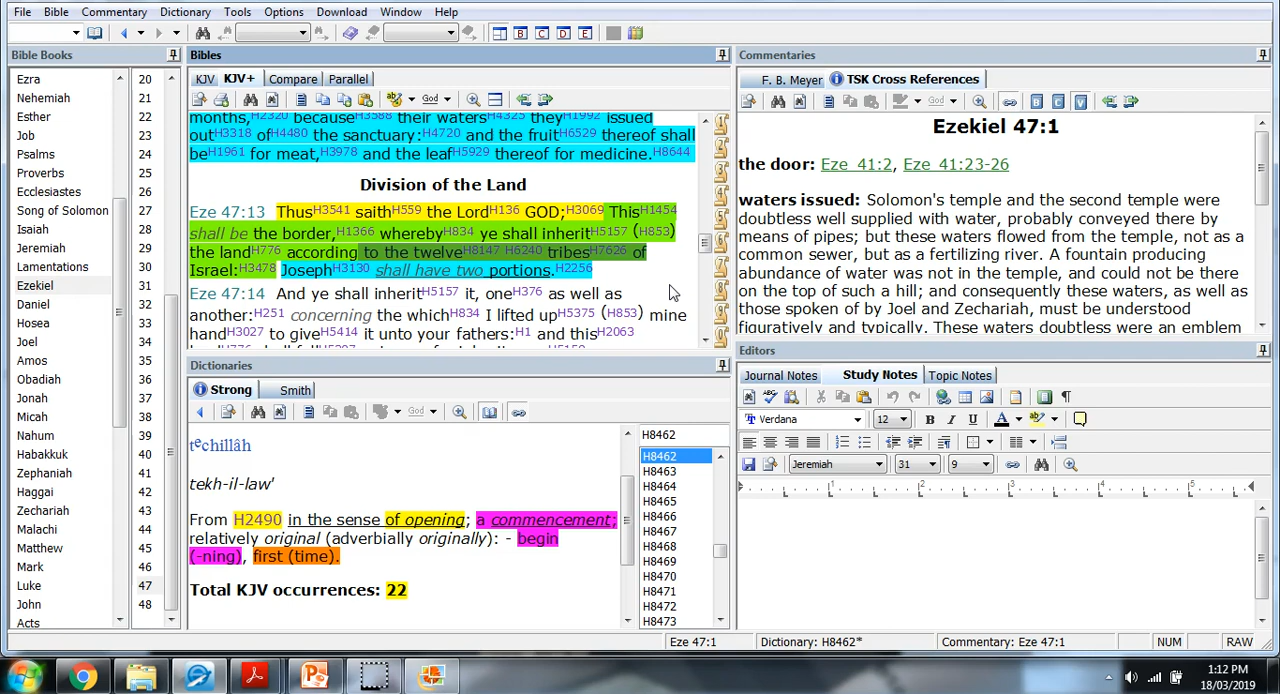 File Bible Commentary Dictionary Tools Options Download Window Help
B C D E
Bible Books
Ezra
Nehemiah
Esther
Job
Psalms
Proverbs
Ecclesiastes
Song of Solomon
Isaiah
Jeremiah
Lamentations
Ezekiel
Daniel
Hosea
Joel
Amos
Obadiah
Jonah
Micah
Nahum
Habakkuk
Zephaniah
Haggai
Zechariah
Malachi
Matthew
Mark
Luke
John
Acts
20
21
22
23
24
25
26
27
28
29
30
31
32
33
34
35
36
37
38
39
40
41
42
43
44
45
46
47
48
Bibles
KJV KJV+ Compare Parallel
God
months,H2320 becauseH3588 their watersH4325 theyH1992 issued
outH3318 ofH4480 the sanctuary:H4720 and the fruitH6529 thereof shall
beH1961 for meat,H3978 and the leafH5929 thereof for medicine.H8644
Division of the Land
Eze 47:13 ThusH3541 saithH559 the LordH136 GOD;H3069 ThisH1454
shall be the border,H1366 wherebyH834 ye shall inheritH5157 (H853)
the landH776 according to the twelveH8147 H6240 tribesH7626 of
Israel:H3478 JosephH3130 shall have two portions.H2256
Eze 47:14 And ye shall inheritH5157 it, oneH376 as well as
another:H251 concerning the whichH834 I lifted upH5375 (H853) mine
handH3027 to giveH5414 it unto your fathers:H1 and thisH2063
Dictionaries
Strong Smith
God
tᵉchillâh
tekh-il-law'
From H2490 in the sense of opening; a commencement;
relatively original (adverbially originally): - begin
(-ning), first (time).
Total KJV occurrences: 22
H8462
H8462
H8463
H8464
H8465
H8466
H8467
H8468
H8469
H8470
H8471
H8472
H8473
Commentaries
F. B. Meyer TSK Cross References
God B C V
Ezekiel 47:1
the door: Eze_41:2, Eze_41:23-26
waters issued: Solomon's temple and the second temple were
doubtless well supplied with water, probably conveyed there by
means of pipes; but these waters flowed from the temple, not as a
common sewer, but as a fertilizing river. A fountain producing
abundance of water was not in the temple, and could not be there
on the top of such a hill; and consequently these waters, as well as
those spoken of by Joel and Zechariah, must be understood
figuratively and typically. These waters doubtless were an emblem
Editors
Journal Notes Study Notes Topic Notes
Verdana 12 B I U A
Jeremiah 31 9
1 2 3 4 5
Eze 47:1 Dictionary: H8462* Commentary: Eze 47:1 NUM RAW
1:12 PM
18/03/2019